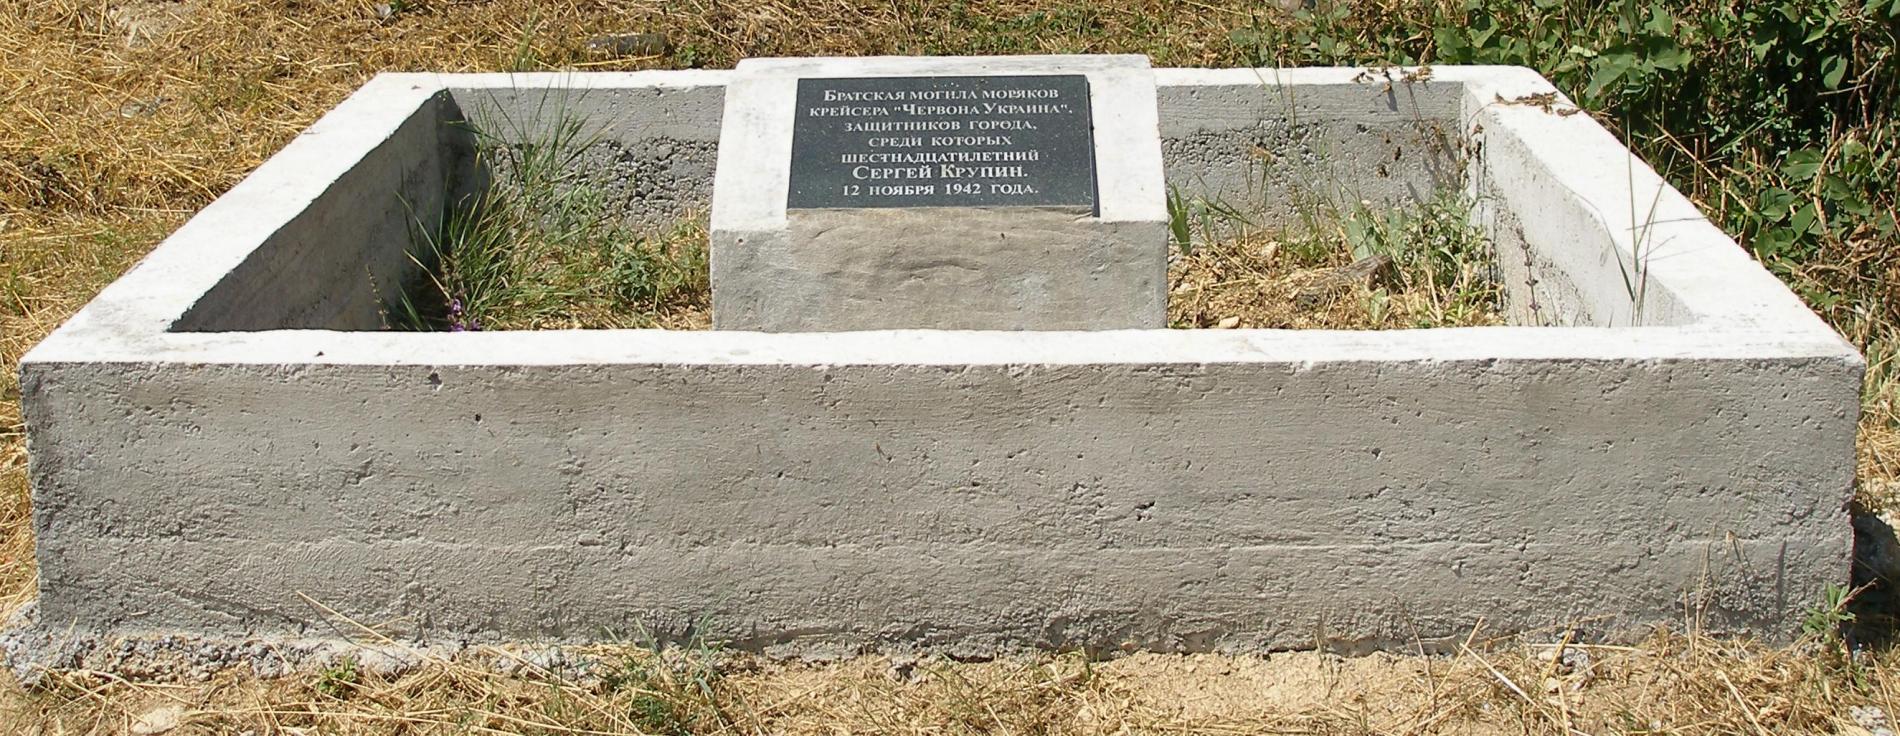 Братская могила моряков
крейсера "Червона Украина",
защитников города,
среди которых
шестнадцатилетний
Сергей Крупин.
12 ноября 1942 года.